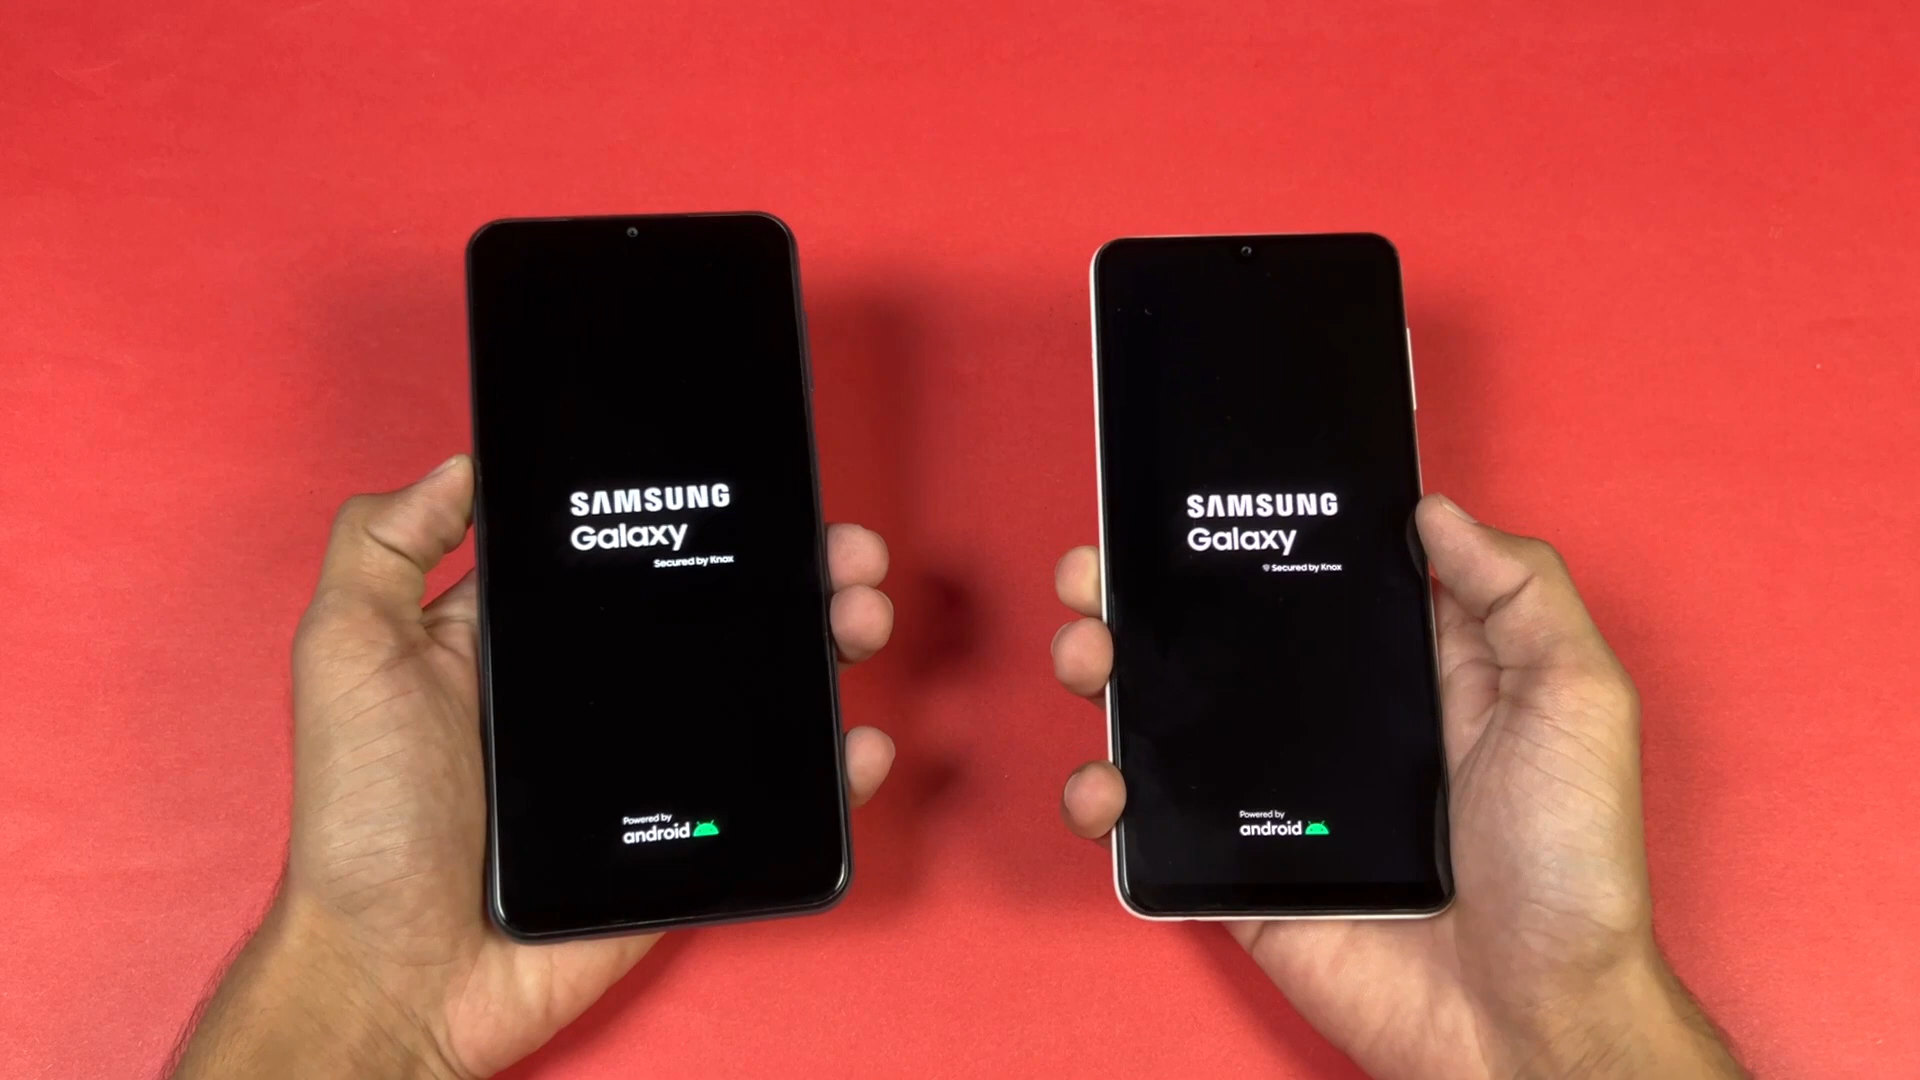 SAMSUNG
Galaxy
Secured by Knox
Powered by
android
SAMSUNG
Galaxy
Secured by Knox
Powered by
android